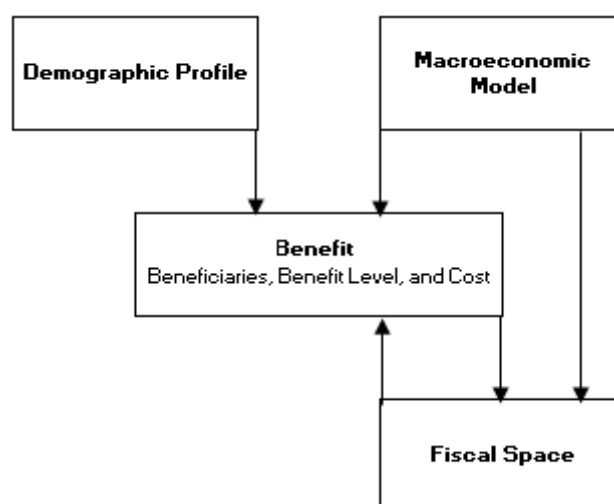 Demographic Profile
Macroeconomic
Model
Benefit
Beneficiaries, Benefit Level, and Cost
Fiscal Space